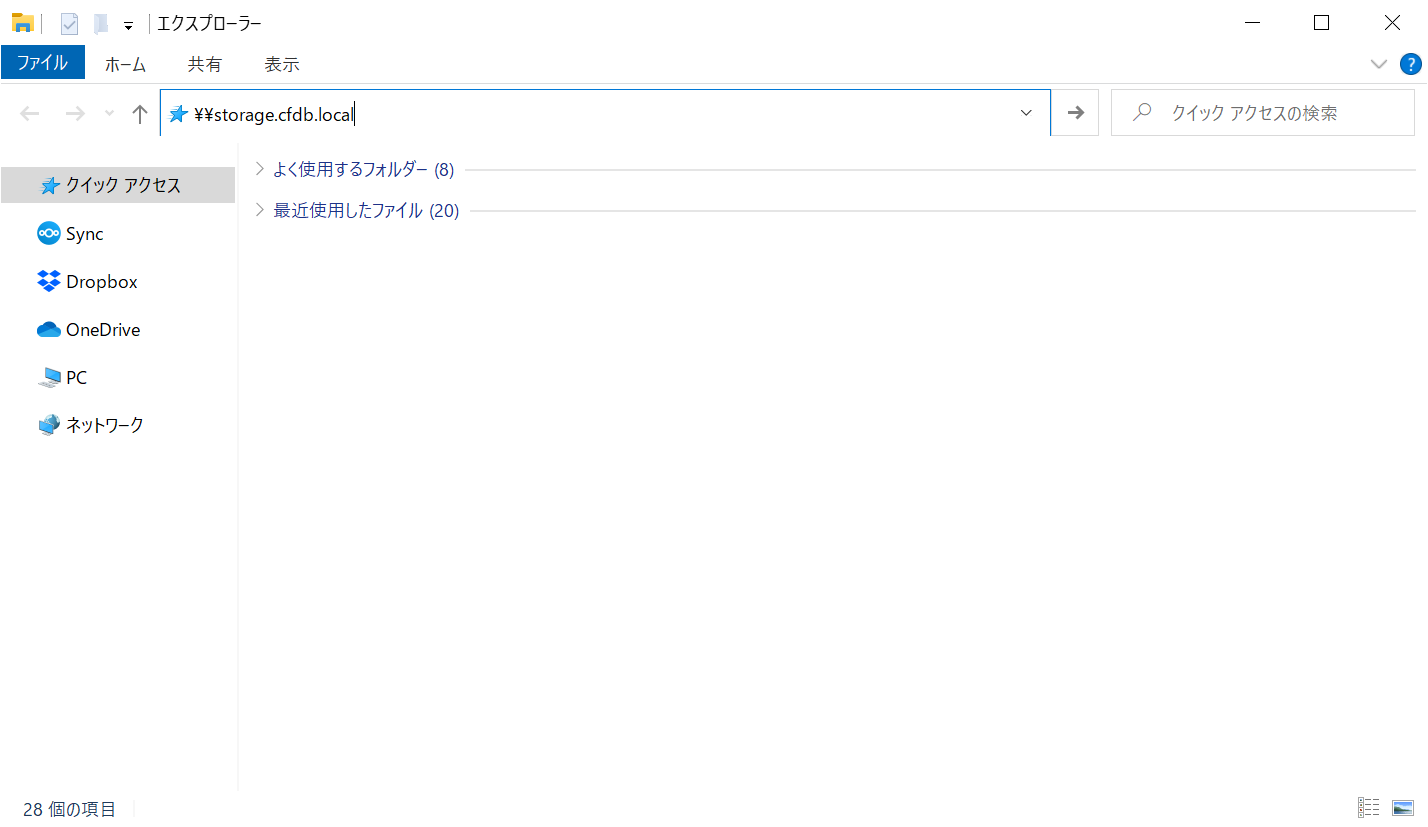 エクスプローラー
ファイル ホーム 共有 表示 ?
¥¥storage.cfdb.local クイック アクセスの検索
クイック アクセス
Sync
Dropbox
OneDrive
PC
ネットワーク
よく使用するフォルダー (8)
最近使用したファイル (20)
28 個の項目